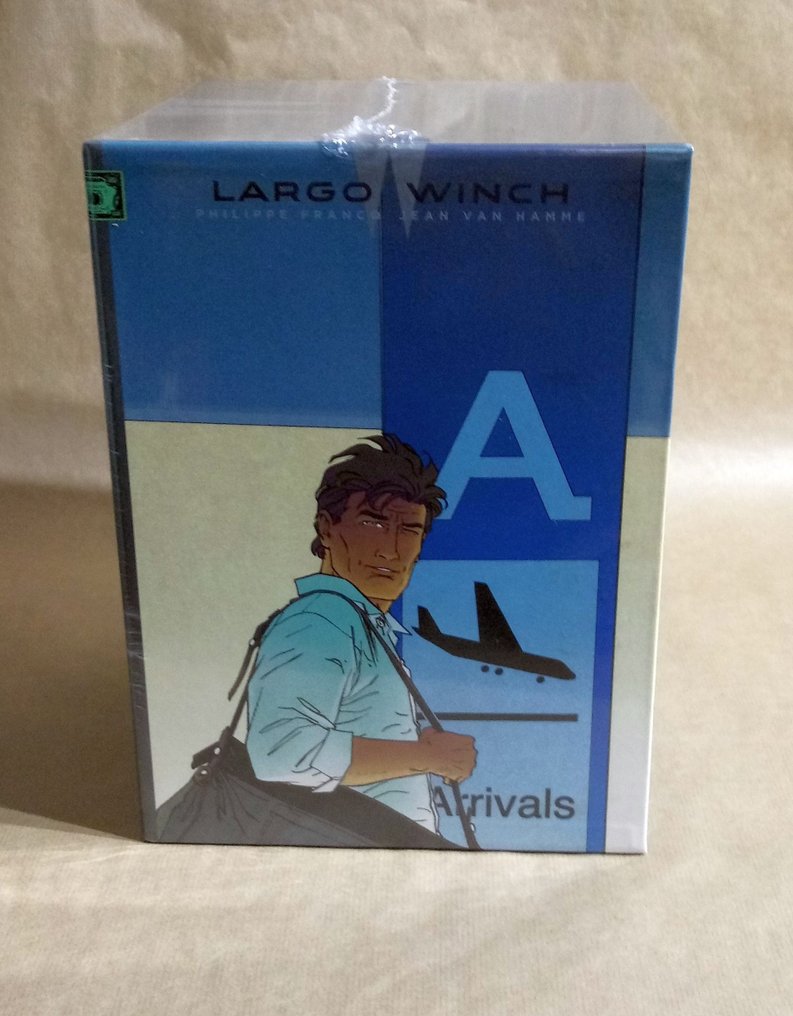 LARGO WINCH
PHILIPPE FRANCQ JEAN VAN HAMME
A
Arrivals